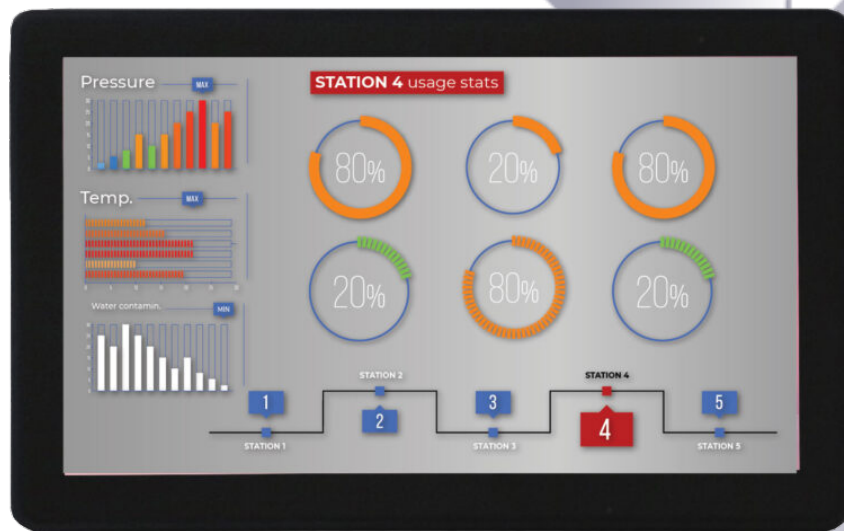 Pressure
MAX
STATION 4 usage stats
80%
20%
80%
Temp.
MAX
20%
80%
20%
Water contamin.
MIN
STATION 2
STATION 4
1
3
5
2
4
STATION 1
STATION 3
STATION 5